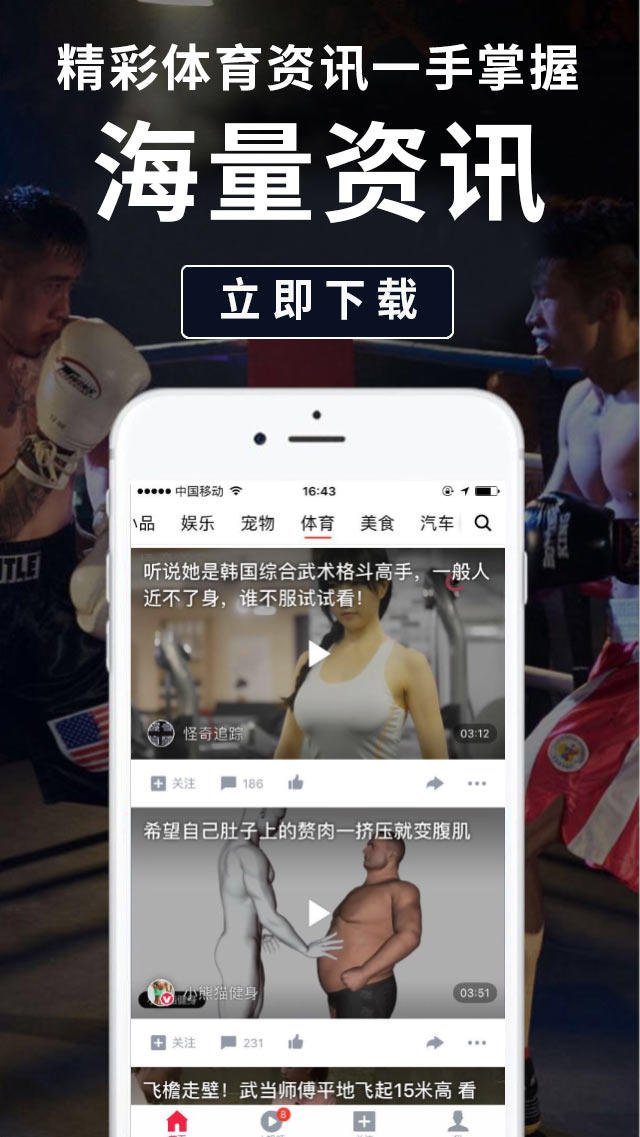 精彩体育资讯一手掌握
海量资讯
立即下载
中国移动 16:43
小品 娱乐 宠物 体育 美食 汽车
听说她是韩国综合武术格斗高手，一般人
近不了身，谁不服试试看！
怪奇追踪 03:12
关注 186
希望自己肚子上的赘肉一挤压就变腹肌
小熊猫健身 03:51
关注 231
飞檐走壁！武当师傅平地飞起15米高 看
8